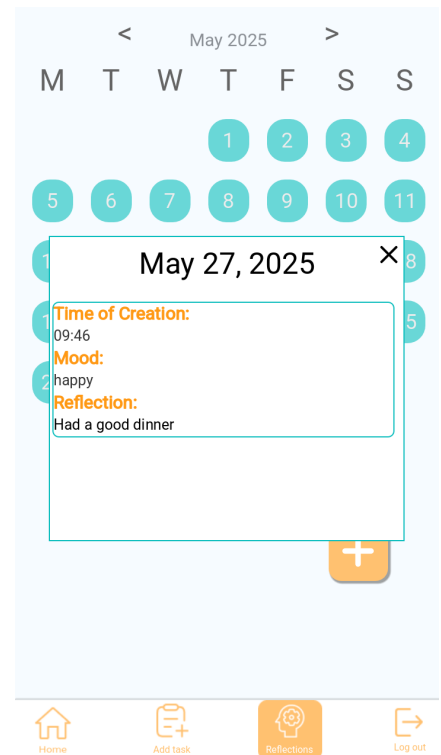 < May 2025 >
M T W T F S S
1 2 3 4
5 6 7 8 9 10 11
May 27, 2025
Time of Creation:
09:46
Mood:
happy
Reflection:
Had a good dinner
Home Add task Reflections Log out